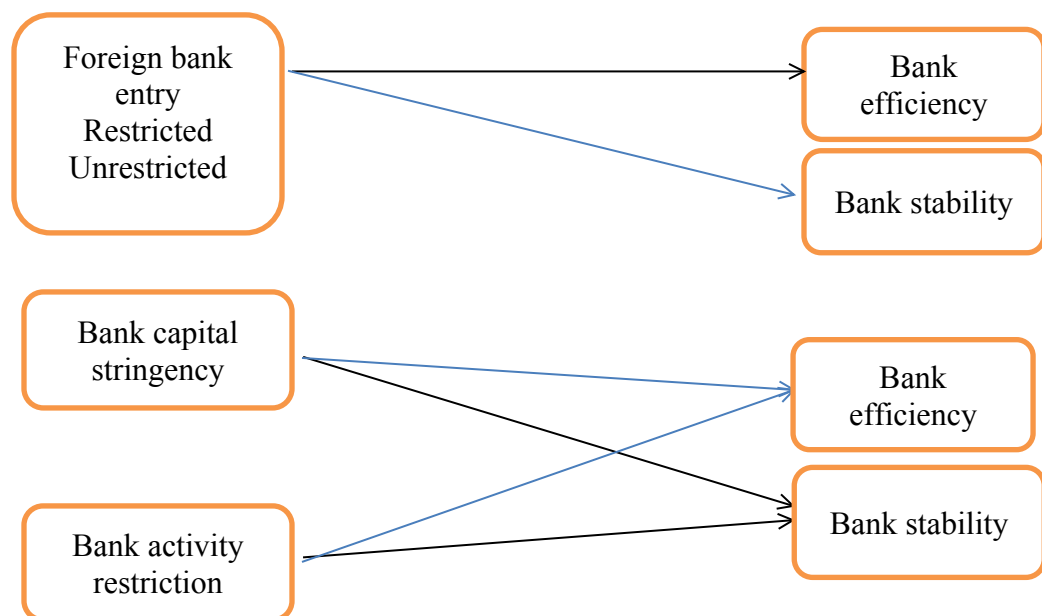 Foreign bank
entry
Restricted
Unrestricted
Bank
efficiency
Bank stability
Bank capital
stringency
Bank
efficiency
Bank activity
restriction
Bank stability